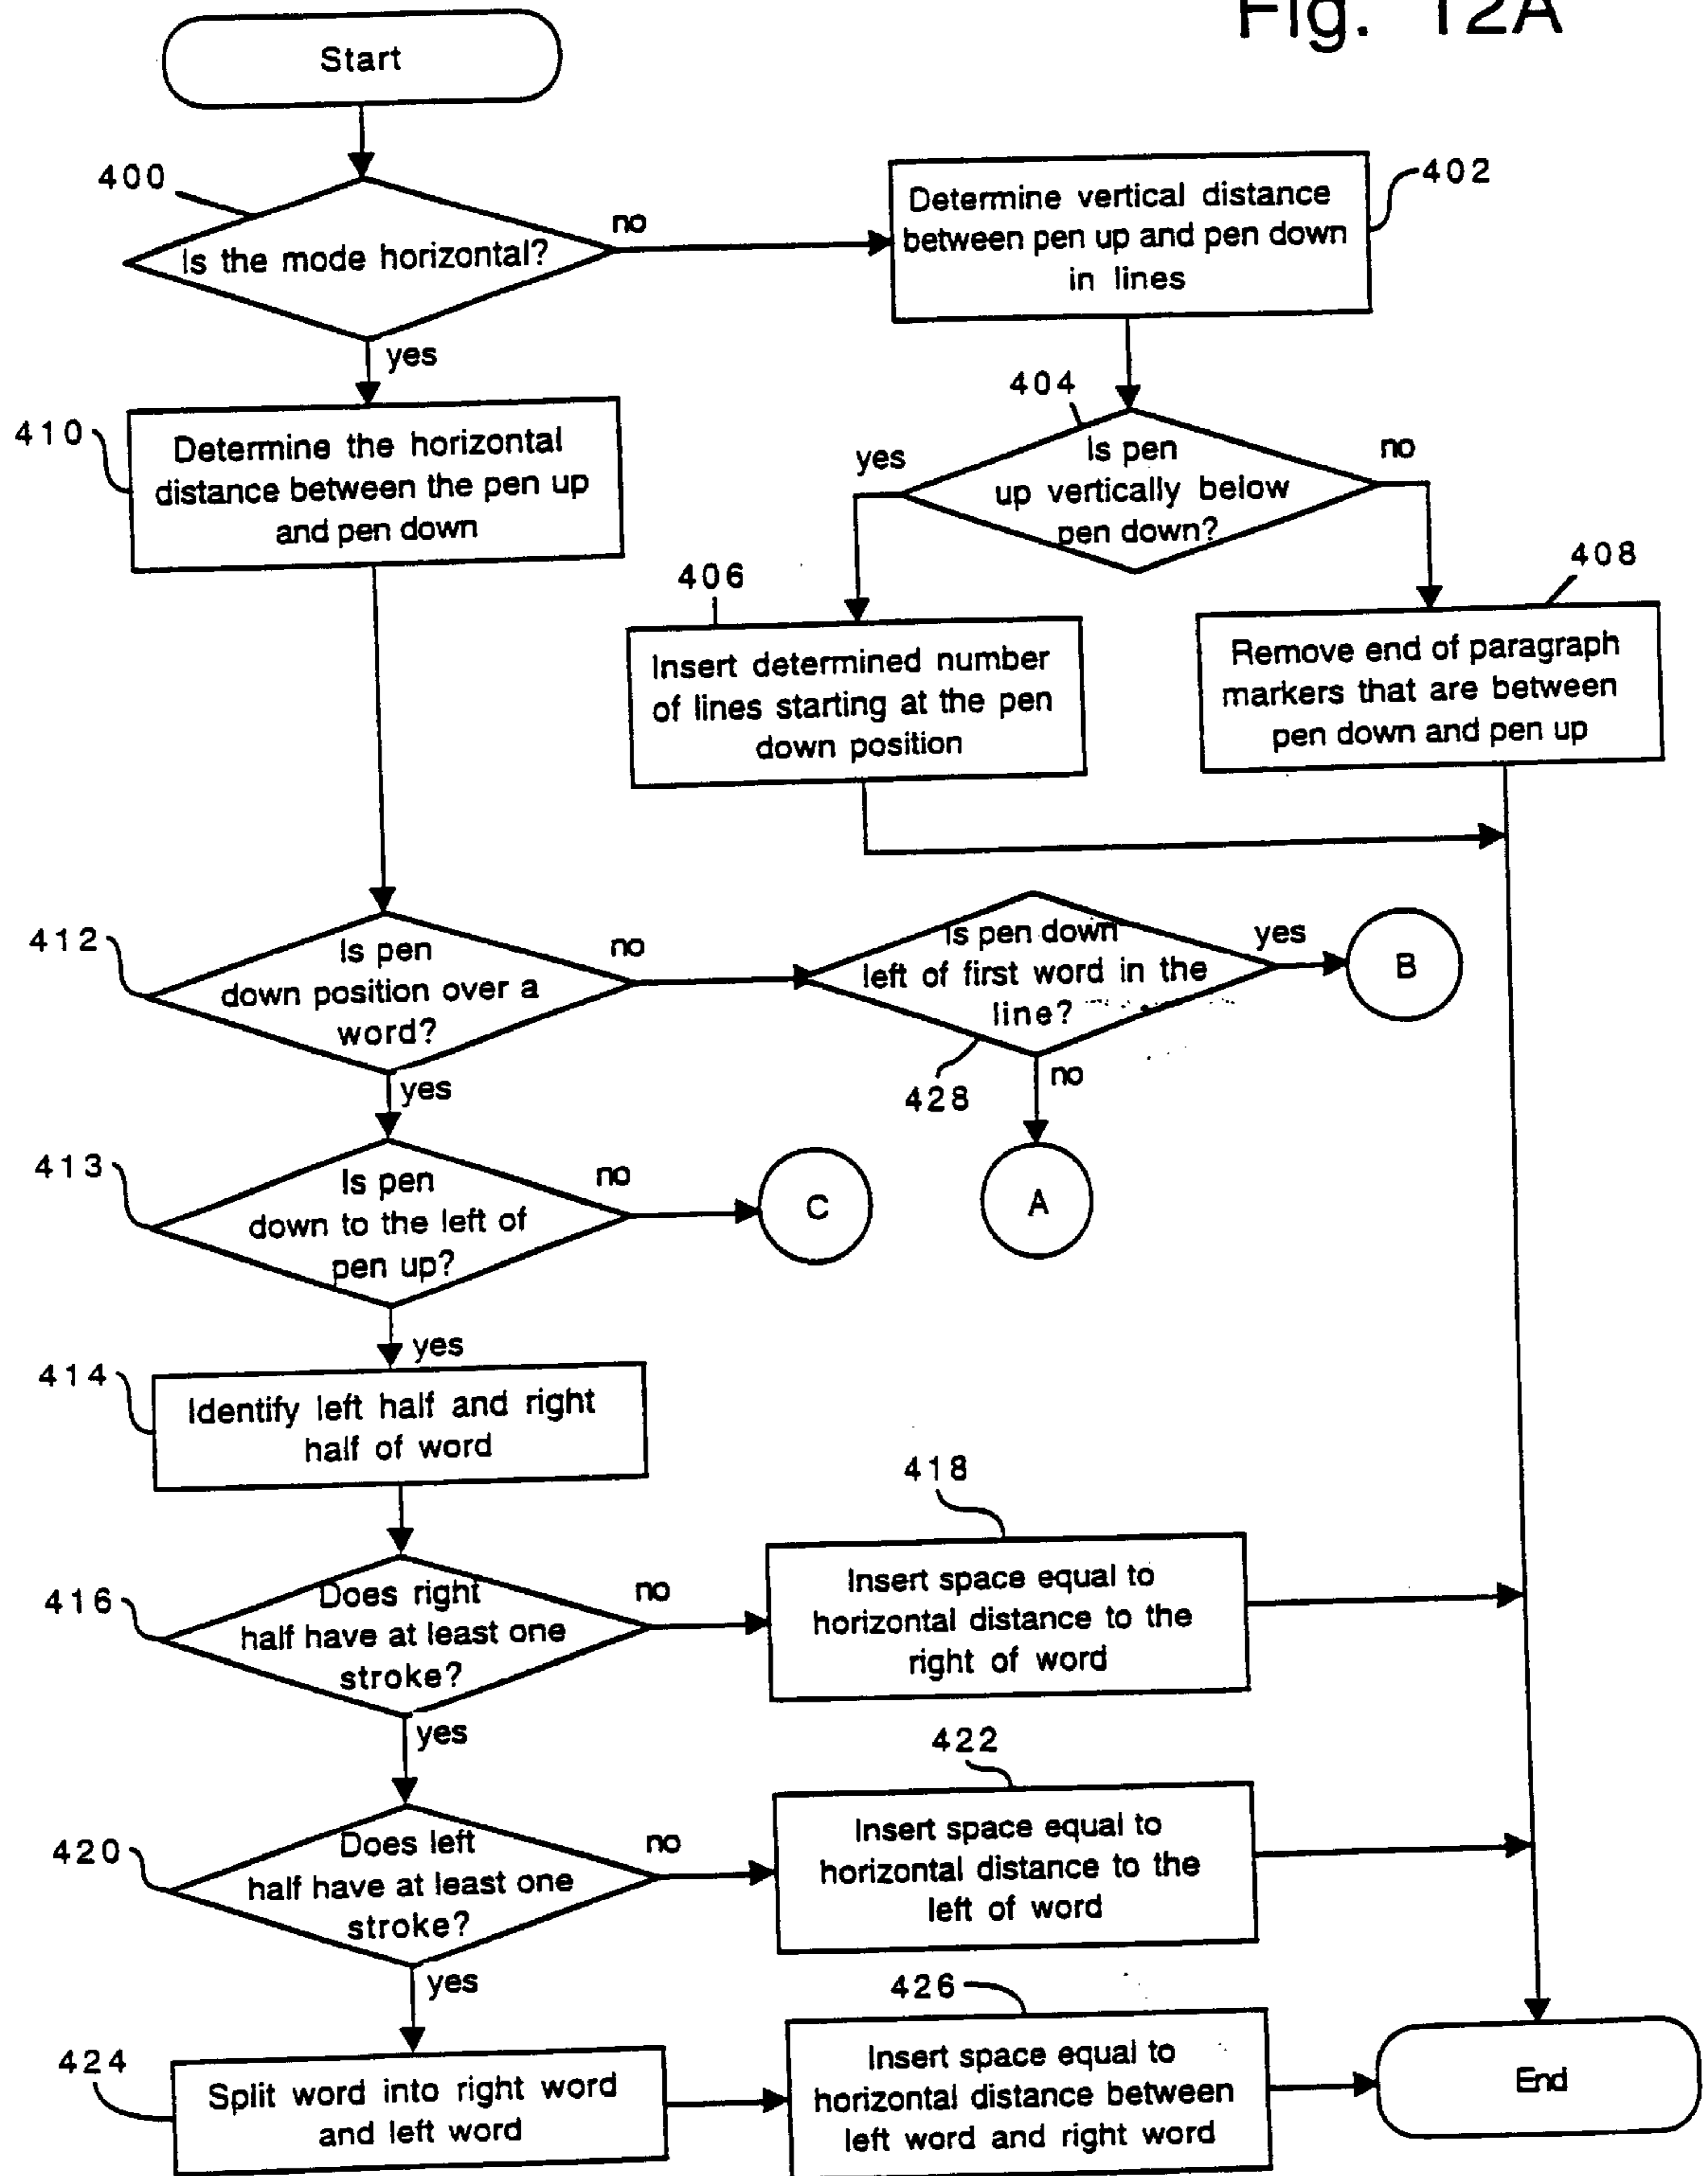 Fig. 12A
Start
400
Is the mode horizontal?
no
yes
402
Determine vertical distance
between pen up and pen down
in lines
404
Is pen
up vertically below
pen down?
yes
no
406
Insert determined number
of lines starting at the pen
down position
408
Remove end of paragraph
markers that are between
pen down and pen up
410
Determine the horizontal
distance between the pen up
and pen down
412
Is pen
down position over a
word?
no
yes
Is pen down
left of first word in the
line?
428
yes
B
no
A
413
Is pen
down to the left of
pen up?
no
C
yes
414
Identify left half and right
half of word
416
Does right
half have at least one
stroke?
no
yes
418
Insert space equal to
horizontal distance to the
right of word
420
Does left
half have at least one
stroke?
no
yes
422
Insert space equal to
horizontal distance to the
left of word
424
Split word into right word
and left word
426
Insert space equal to
horizontal distance between
left word and right word
End